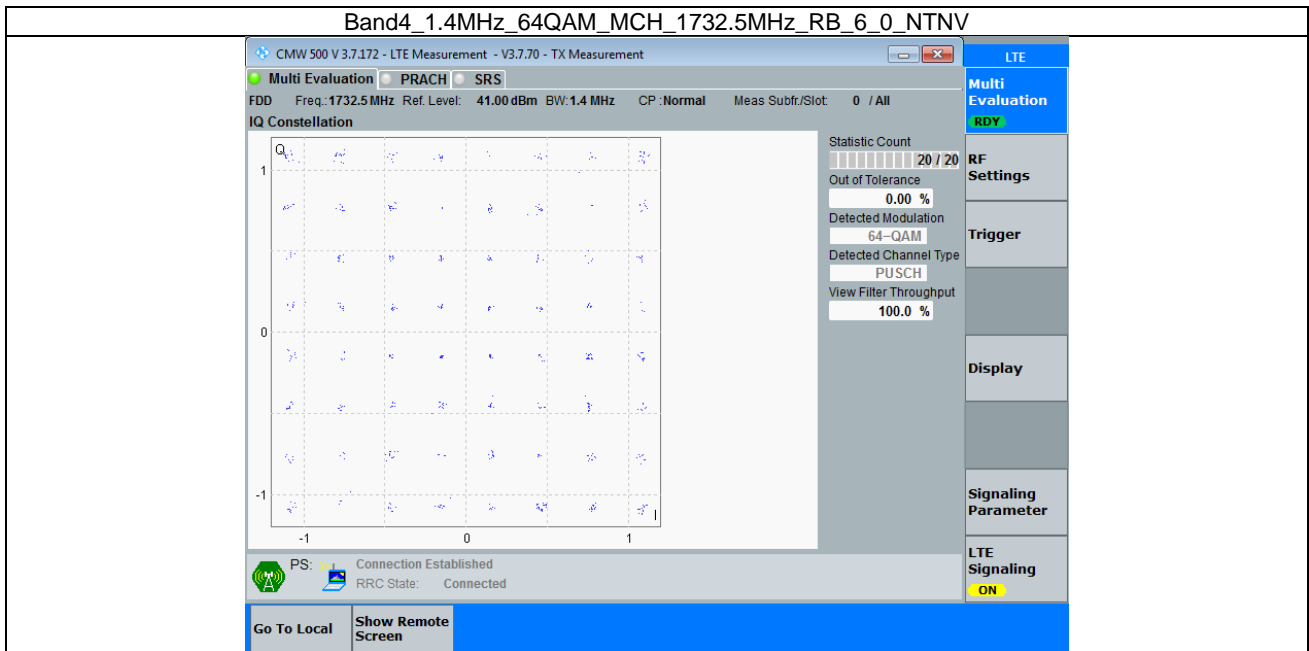 Band4_1.4MHz_64QAM_MCH_1732.5MHz_RB_6_0_NTNV
CMW 500 V 3.7.172 - LTE Measurement - V3.7.70 - TX Measurement
LTE
Multi Evaluation PRACH SRS
Multi
Evaluation
RDY
FDD Freq.:1732.5 MHz Ref. Level: 41.00 dBm BW:1.4 MHz CP :Normal Meas Subfr./Slot: 0 / All
IQ Constellation
Q
1
0
-1
-1 0 1
I
Statistic Count
20 / 20
Out of Tolerance
0.00 %
Detected Modulation
64-QAM
Detected Channel Type
PUSCH
View Filter Throughput
100.0 %
RF
Settings
Trigger
Display
Signaling
Parameter
LTE
Signaling
ON
PS: Connection Established
RRC State: Connected
Go To Local
Show Remote
Screen